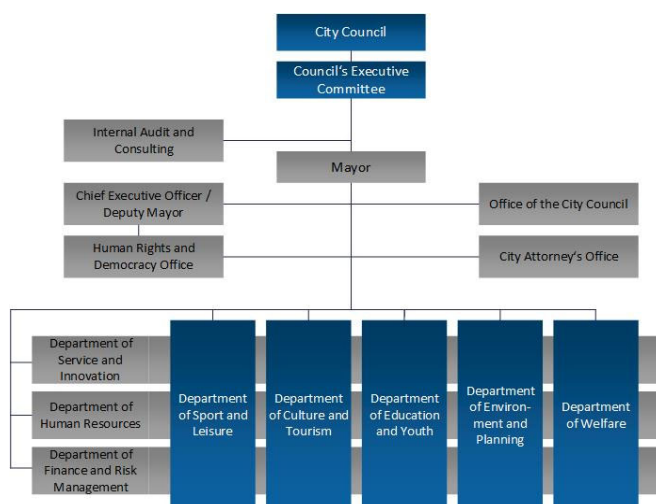 City Council
Council's Executive
Committee
Internal Audit and
Consulting
Mayor
Chief Executive Officer /
Deputy Mayor
Office of the City Council
Human Rights and
Democracy Office
City Attorney's Office
Department of
Service and
Innovation
Department of
Human Resources
Department of
Finance and Risk
Management
Department
of Sport and
Leisure
Department
of Culture and
Tourism
Department
of Education
and Youth
Department
of Environ-
ment and
Planning
Department
of Welfare